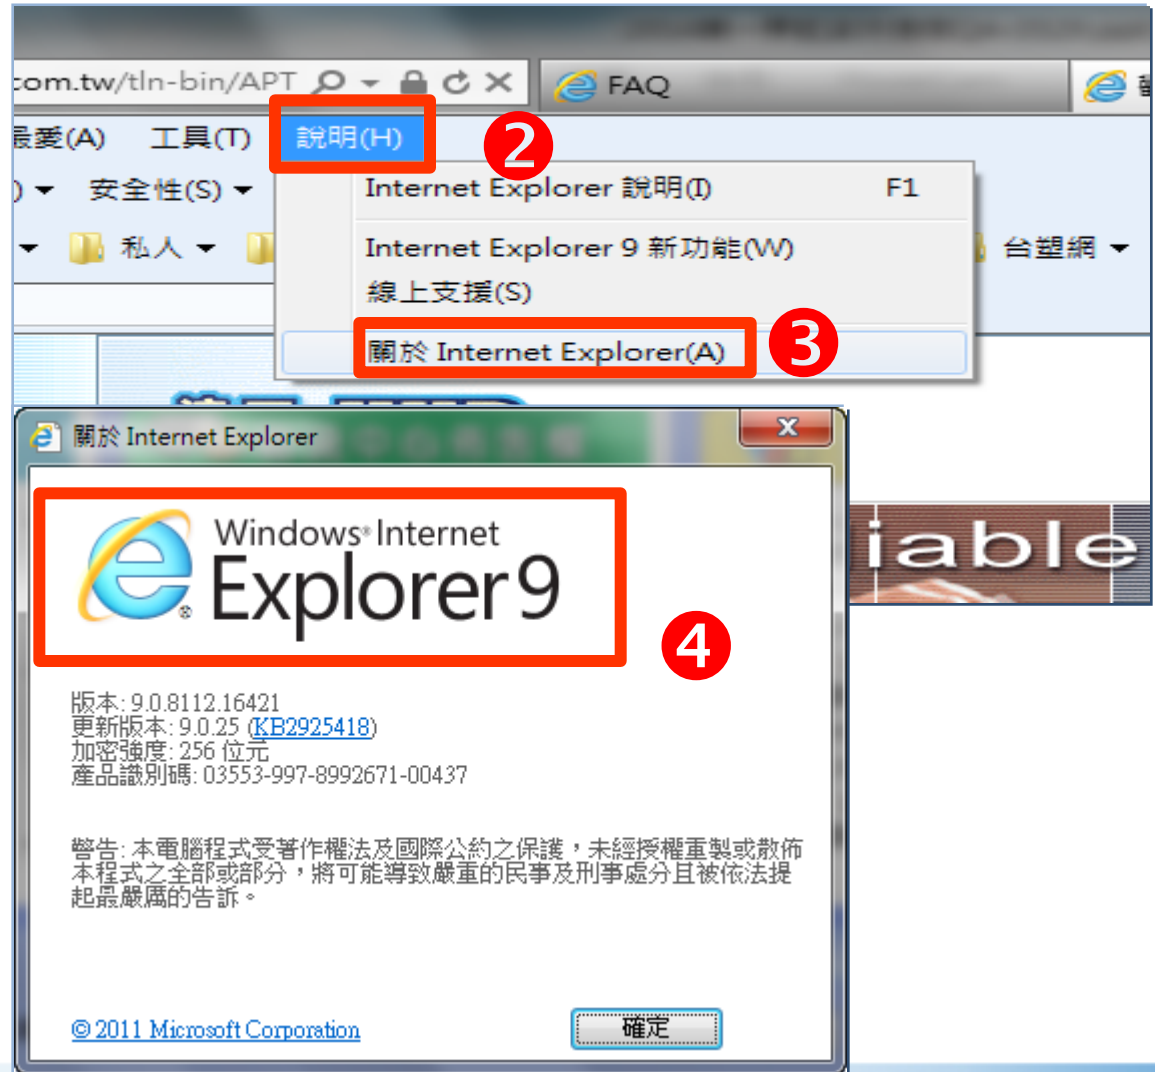 com.tw/tln-bin/APT
FAQ
最愛(A) 工具(T) 說明(H)
2
安全性(S)
Internet Explorer 說明(I) F1
私人
Internet Explorer 9 新功能(W)
台塑網
線上支援(S)
關於 Internet Explorer(A)
3
關於 Internet Explorer
x
iable
Windows® Internet
Explorer 9
4
版本: 9.0.8112.16421
更新版本: 9.0.25 (KB2925418)
加密強度: 256 位元
產品識別碼: 03553-997-8992671-00437
警告: 本電腦程式受著作權法及國際公約之保護，未經授權重製或散佈
本程式之全部或部分，將可能導致嚴重的民事及刑事處分且被依法提
起最嚴厲的告訴。
© 2011 Microsoft Corporation
確定